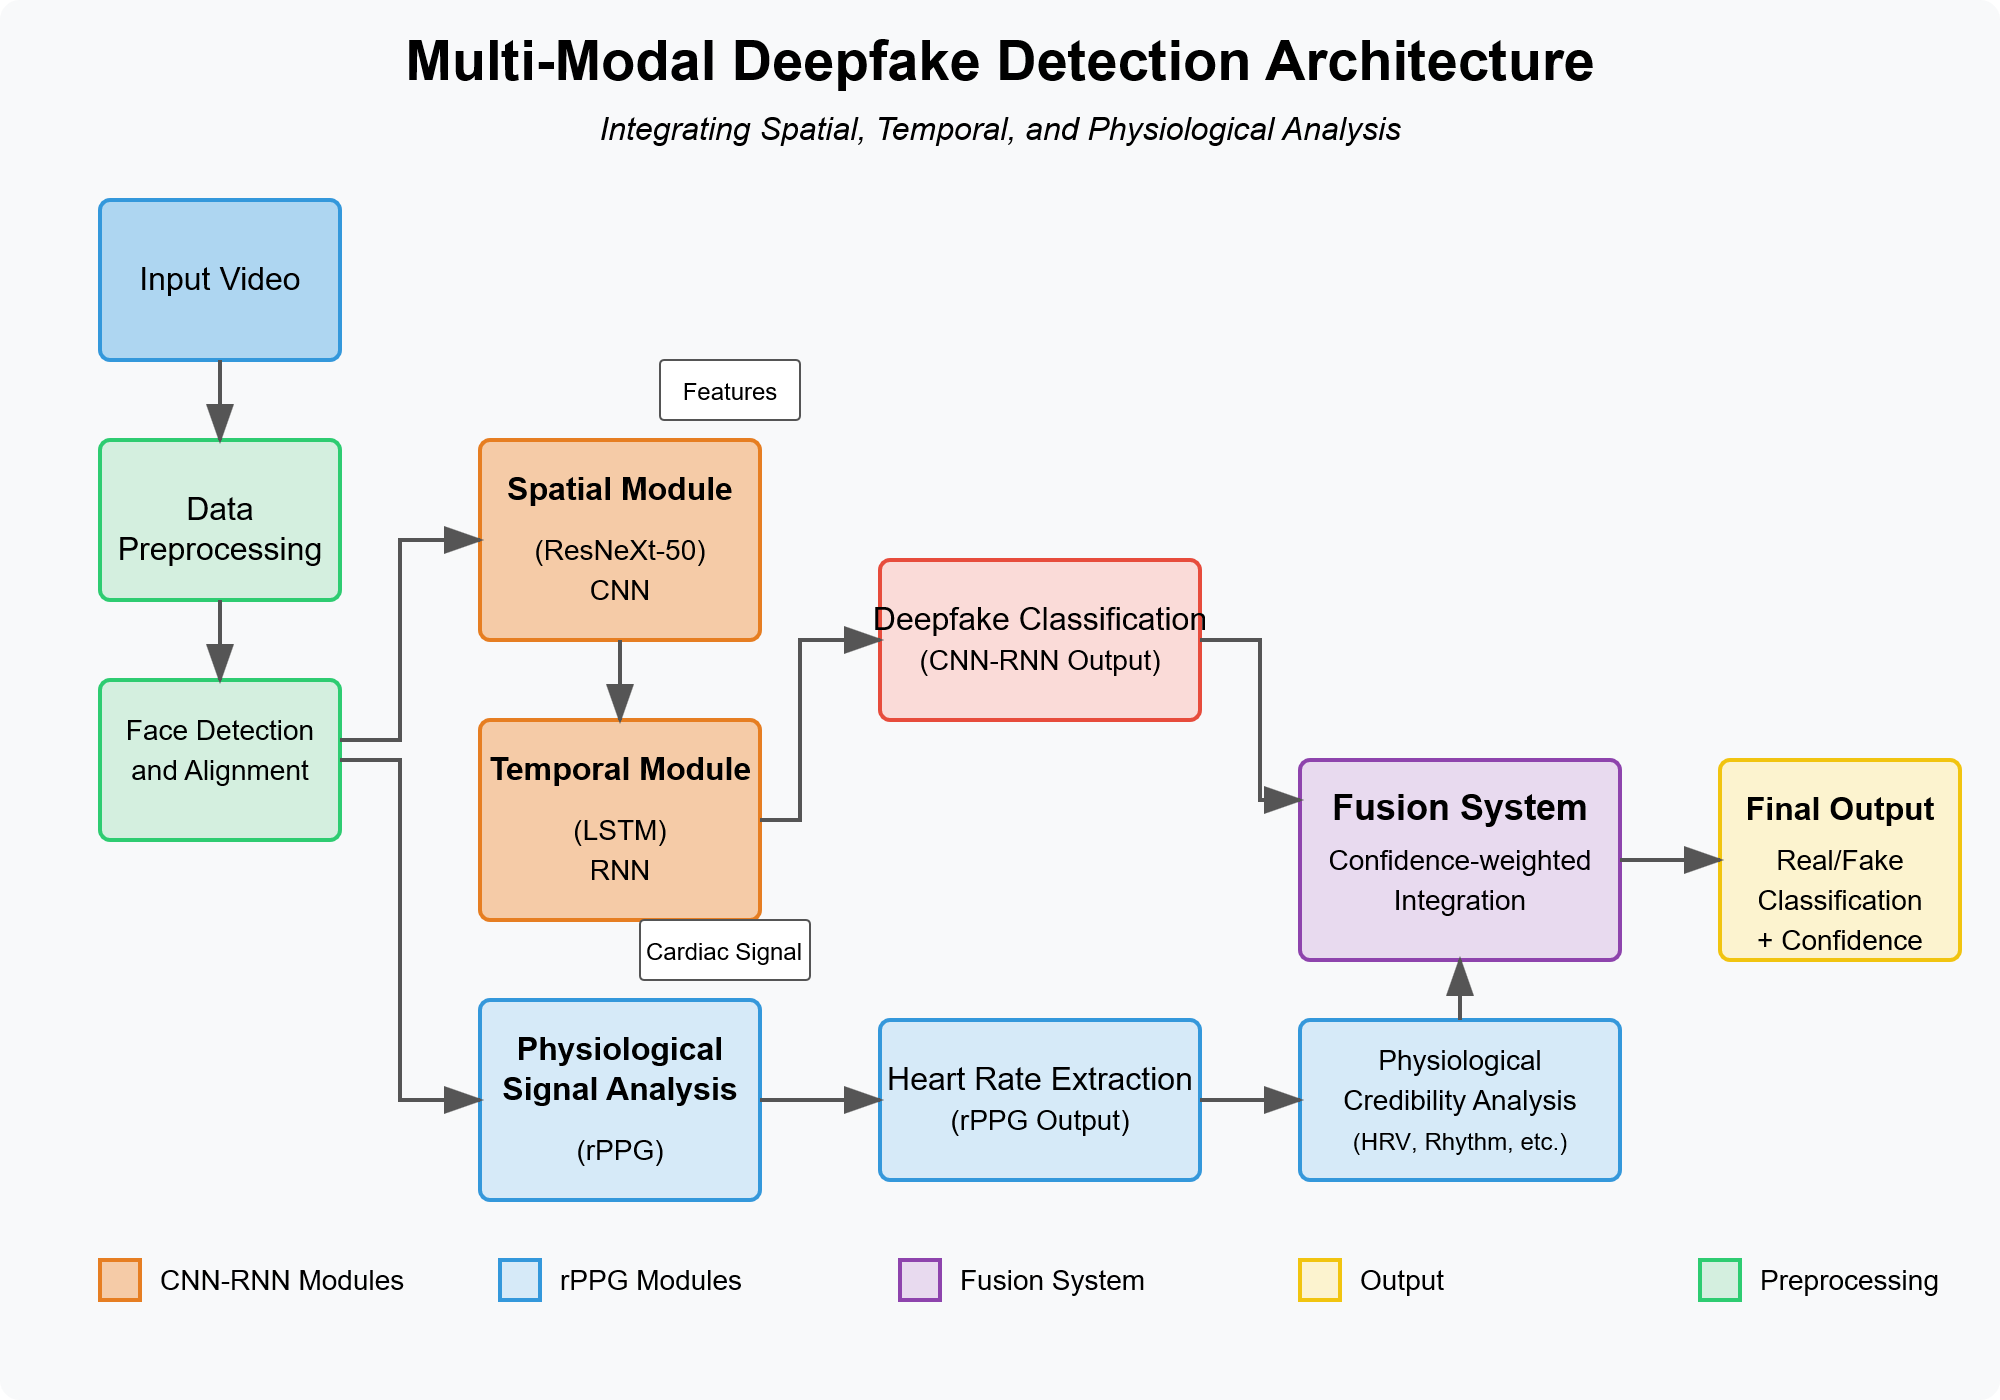 Multi-Modal Deepfake Detection Architecture
Integrating Spatial, Temporal, and Physiological Analysis
Input Video
Data
Preprocessing
Face Detection
and Alignment
Features
Spatial Module
(ResNeXt-50)
CNN
Temporal Module
(LSTM)
RNN
Cardiac Signal
Physiological
Signal Analysis
(rPPG)
Deepfake Classification
(CNN-RNN Output)
Heart Rate Extraction
(rPPG Output)
Fusion System
Confidence-weighted
Integration
Physiological
Credibility Analysis
(HRV, Rhythm, etc.)
Final Output
Real/Fake
Classification
+ Confidence
CNN-RNN Modules
rPPG Modules
Fusion System
Output
Preprocessing